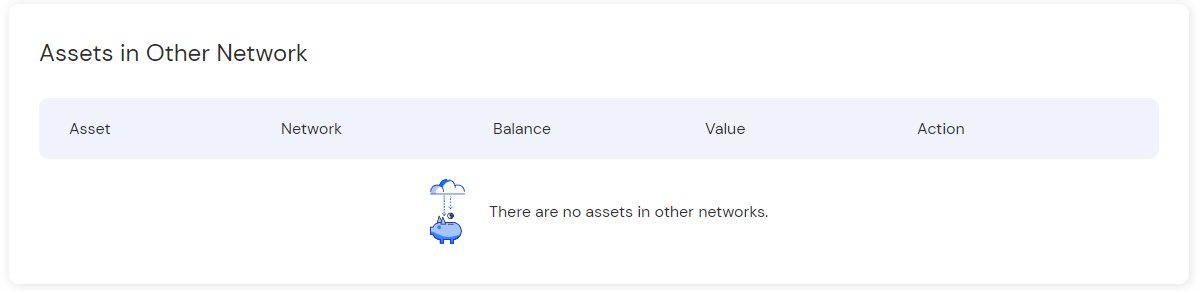 Assets in Other Network
Asset Network Balance Value Action
There are no assets in other networks.